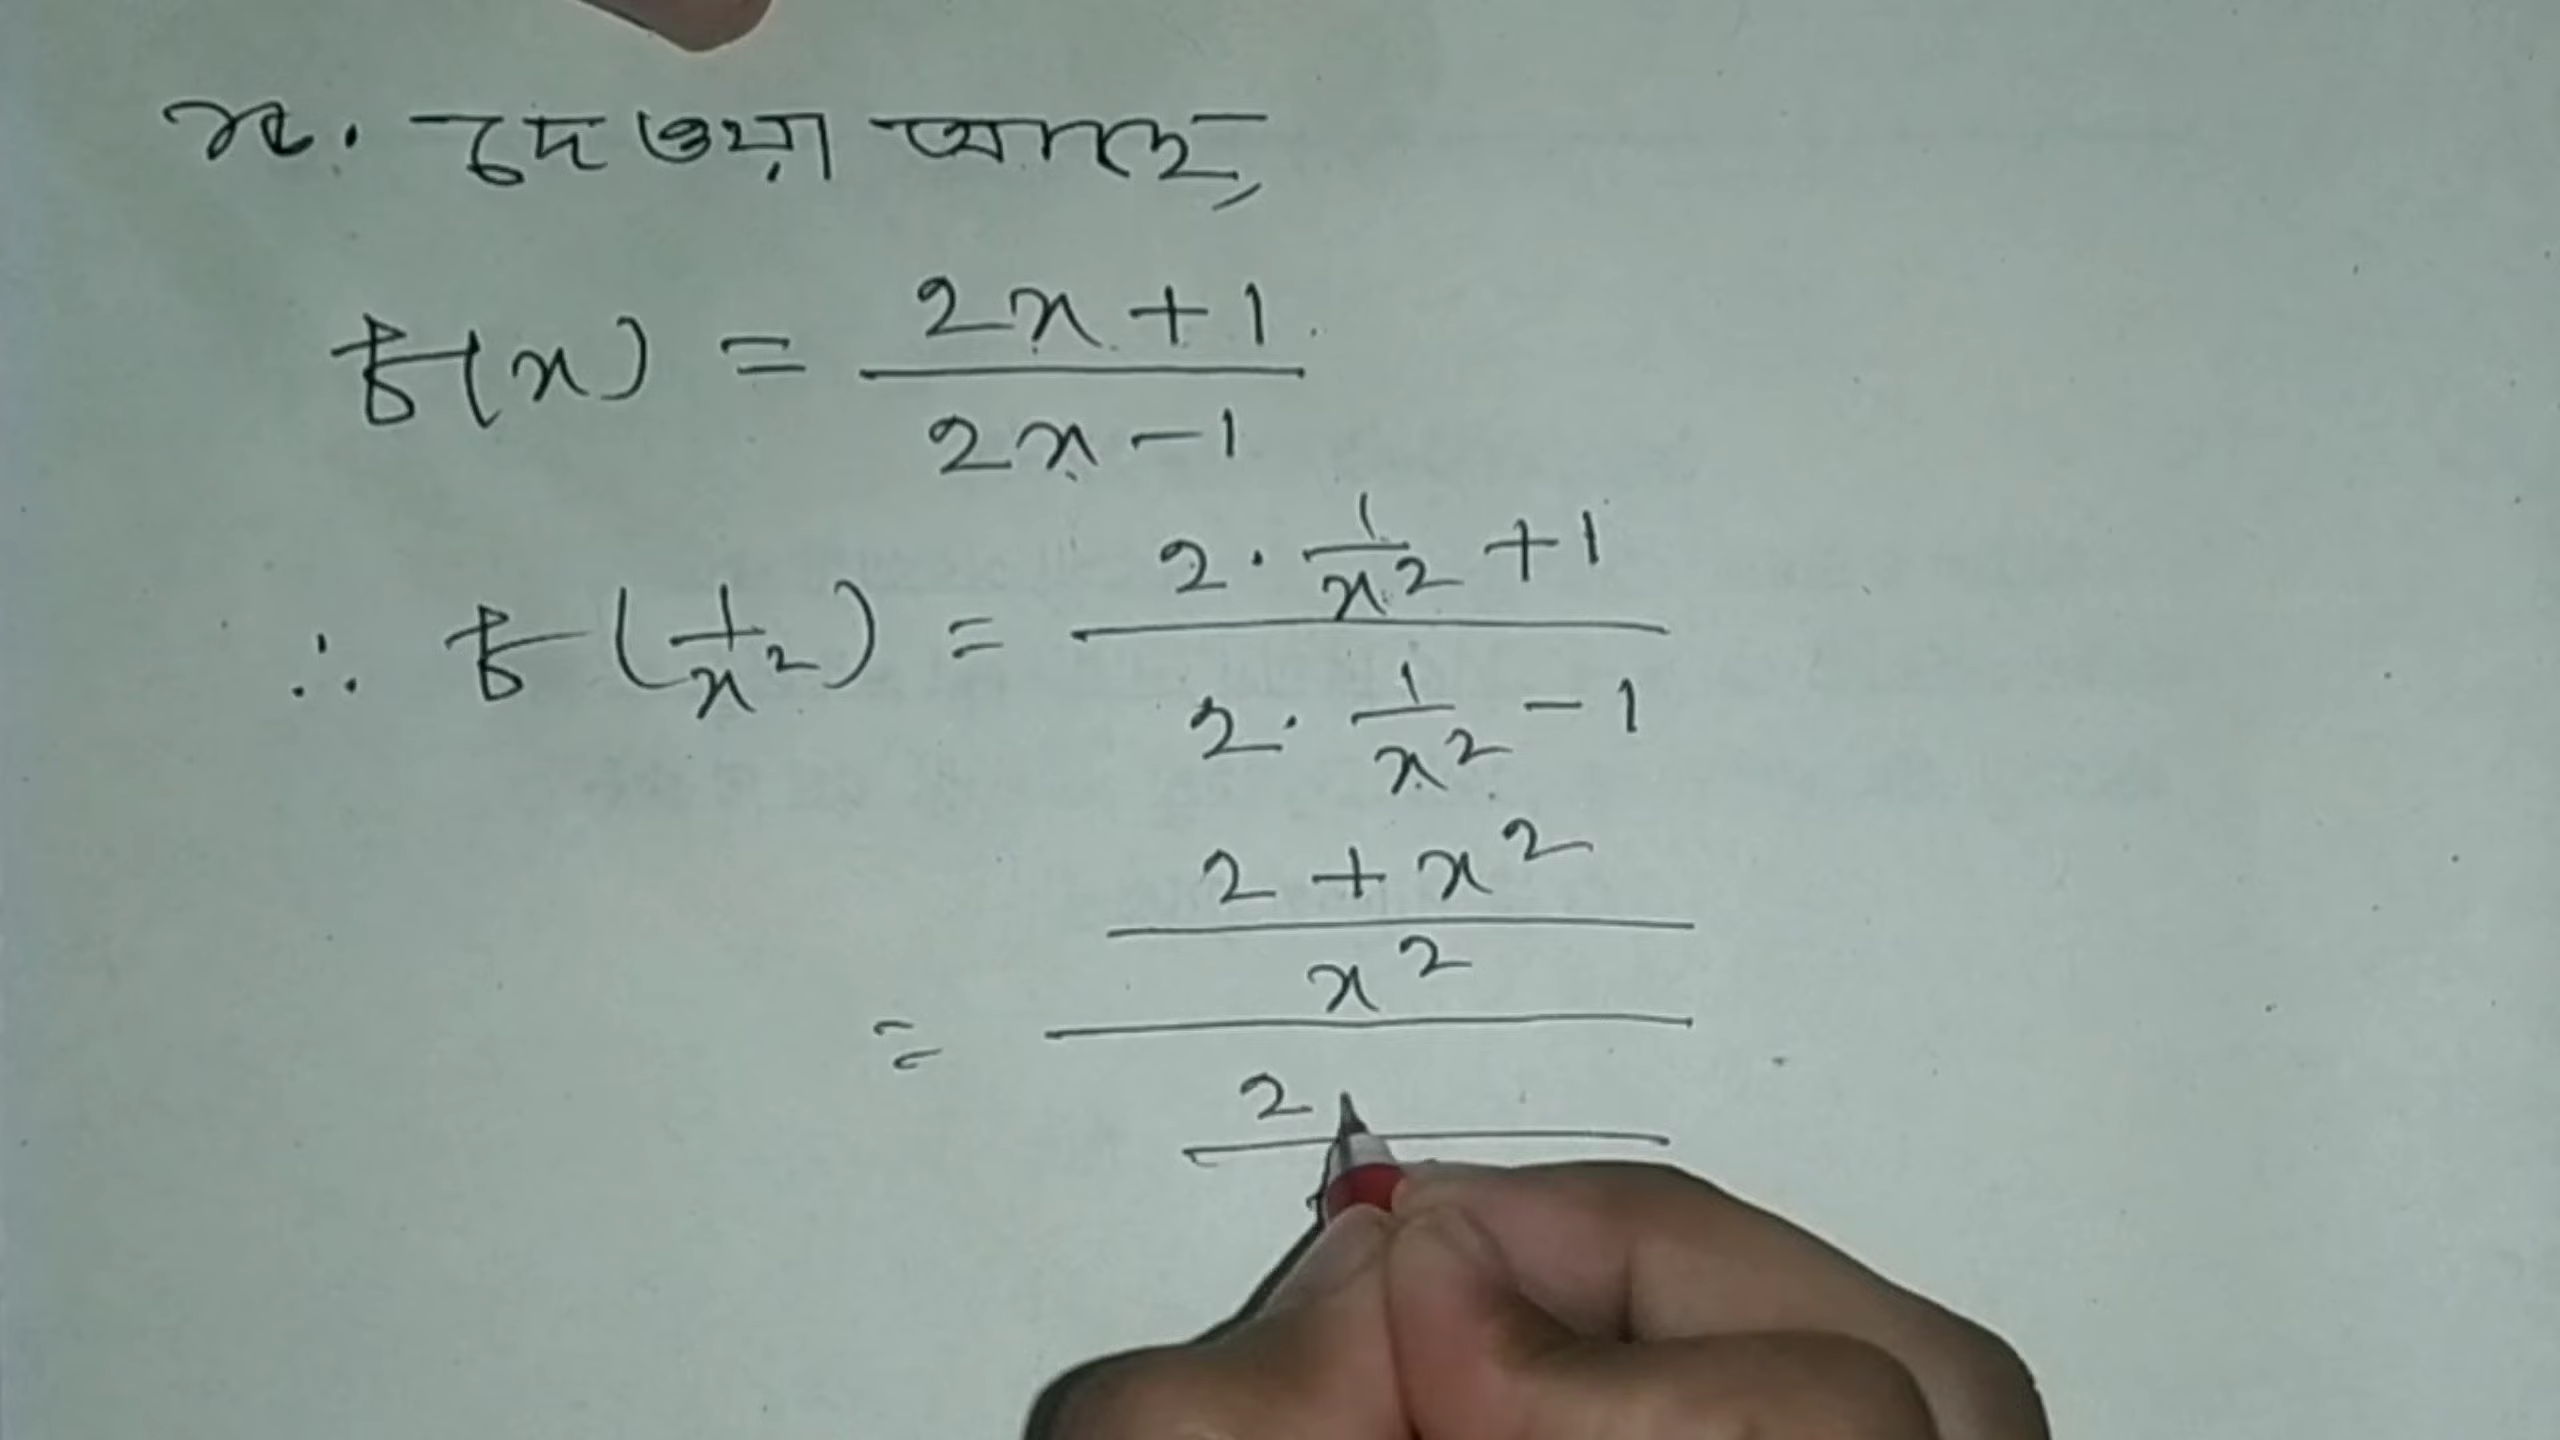 খ. দেওয়া আছে,
f(x) = (2x+1)/(2x-1)
∴ f(1/x²) = (2·1/x²+1)/(2·1/x²-1)
= ((2+x²)/x²)/(2